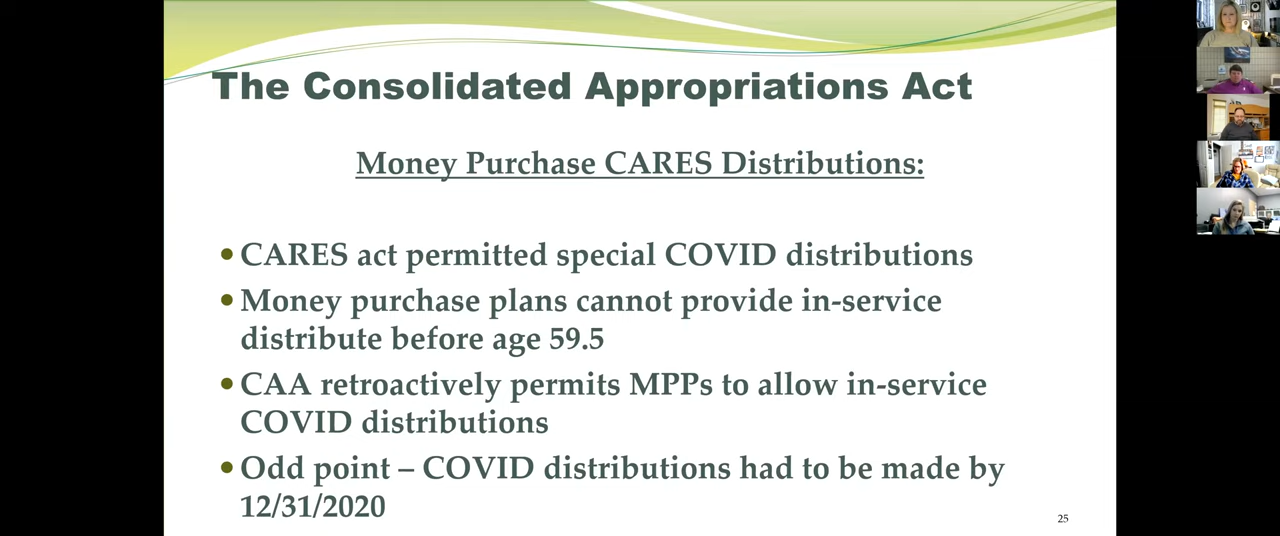 The Consolidated Appropriations Act
Money Purchase CARES Distributions:
• CARES act permitted special COVID distributions
• Money purchase plans cannot provide in-service
distribute before age 59.5
• CAA retroactively permits MPPs to allow in-service
COVID distributions
• Odd point – COVID distributions had to be made by
12/31/2020
25